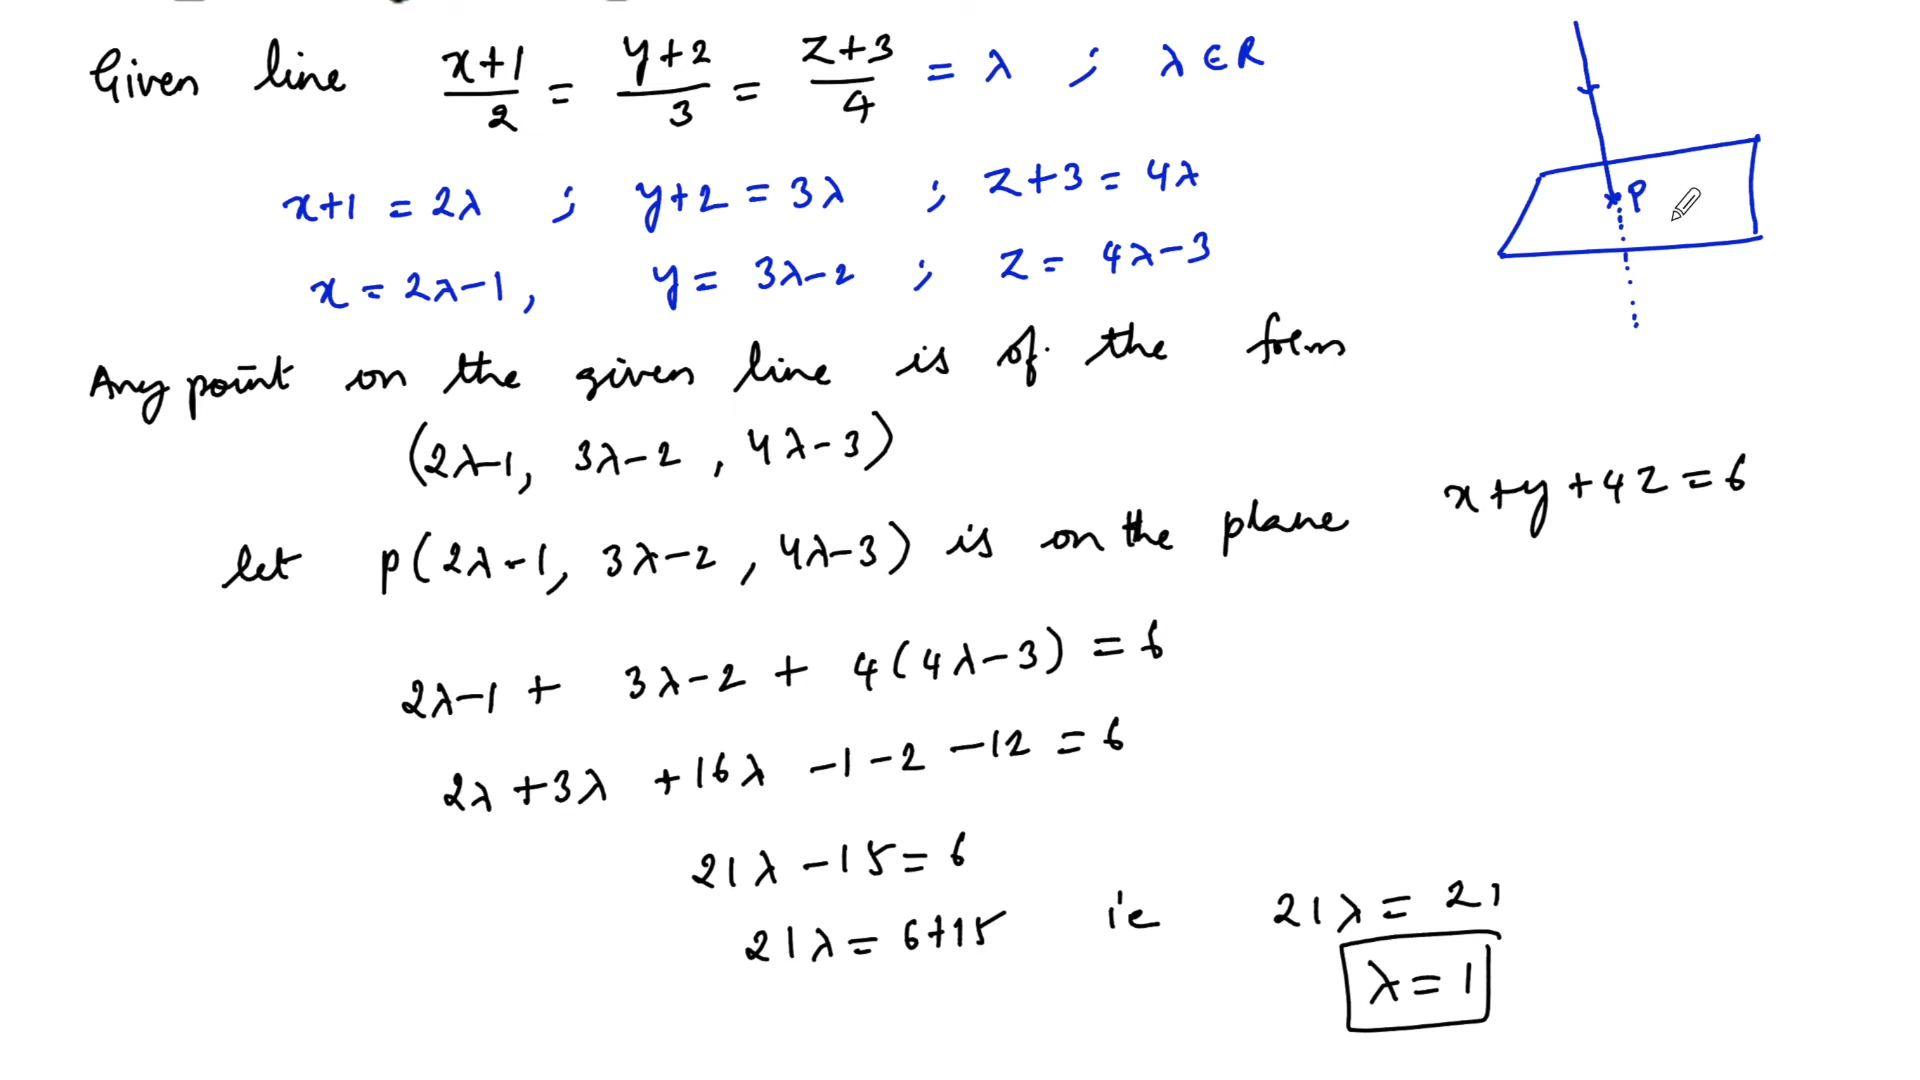 Given line x+1/2 = y+2/3 = z+3/4 = λ ; λ ∈ R
x+1 = 2λ ; y+2 = 3λ ; z+3 = 4λ
x = 2λ-1, y = 3λ-2 ; z = 4λ-3
P
Any point on the given line is of the form
(2λ-1, 3λ-2, 4λ-3)
let P(2λ-1, 3λ-2, 4λ-3) is on the plane x+y+4z=6
2λ-1 + 3λ-2 + 4(4λ-3) = 6
2λ+3λ +16λ -1-2 -12 = 6
21λ -15 = 6
21λ = 6+15 ie 21λ = 21
λ = 1